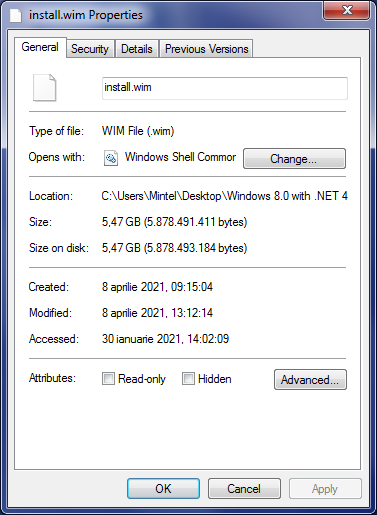 install.wim Properties
General Security Details Previous Versions
install.wim
Type of file: WIM File (.wim)
Opens with: Windows Shell Commor Change...
Location: C:\Users\Mintel\Desktop\Windows 8.0 with .NET 4
Size: 5,47 GB (5.878.491.411 bytes)
Size on disk: 5,47 GB (5.878.493.184 bytes)
Created: 8 aprilie 2021, 09:15:04
Modified: 8 aprilie 2021, 13:12:14
Accessed: 30 ianuarie 2021, 14:02:09
Attributes: Read-only Hidden Advanced...
OK Cancel Apply